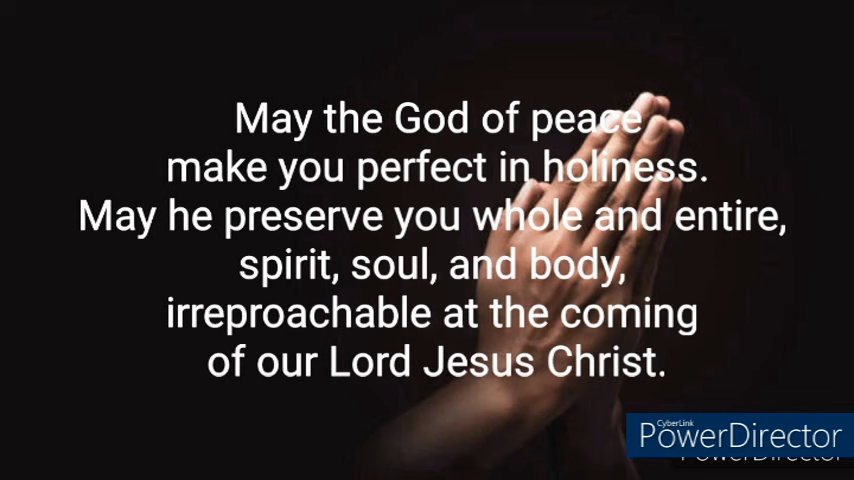 May the God of peace
make you perfect in holiness.
May he preserve you whole and entire,
spirit, soul, and body,
irreproachable at the coming
of our Lord Jesus Christ.
CyberLink
PowerDirector
PowerDirector